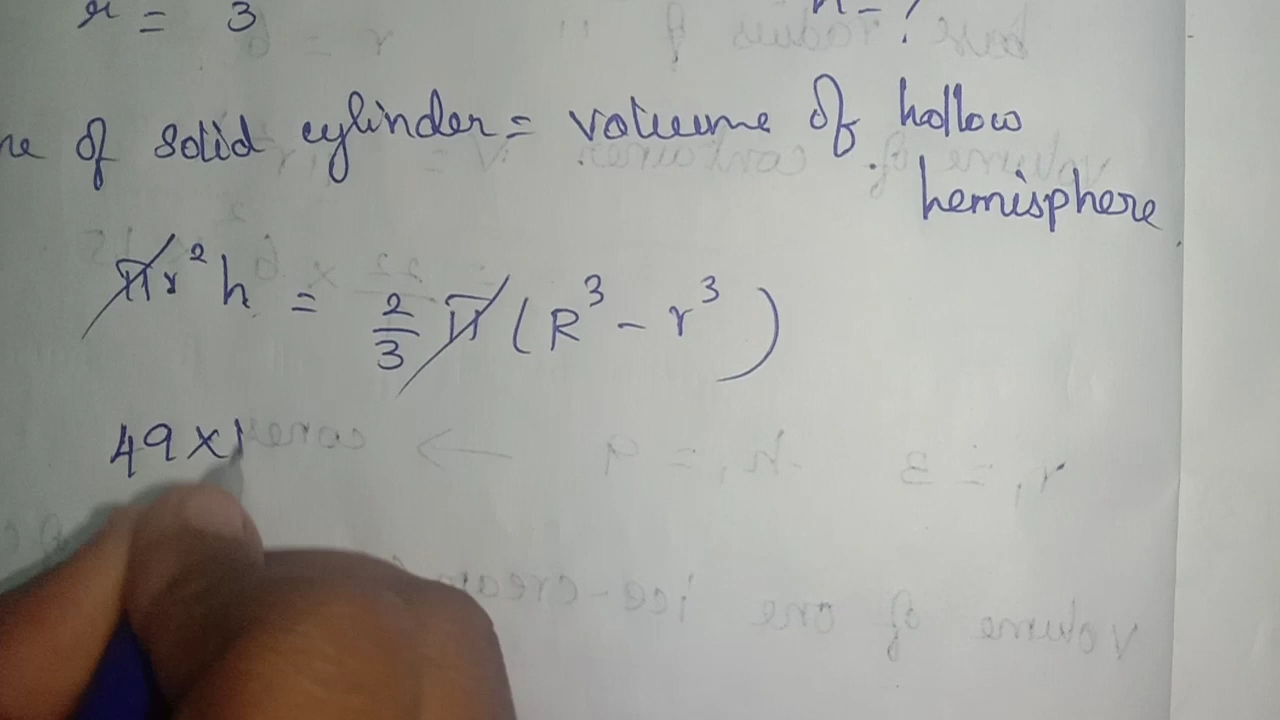 r = 3
h = ?
of solid cylinder = volume of hollow
hemisphere
πr²h = 2/3 π (R³ - r³)
49 ×